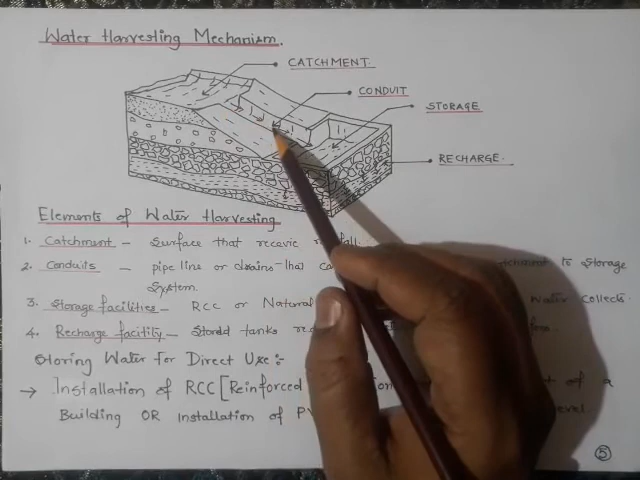 Water Harvesting Mechanism.
CATCHMENT.
CONDUIT
STORAGE
RECHARGE.
Elements of Water Harvesting
1. Catchment - Surface that recevie
2. Conduits - pipe line or drains that to storage
System.
3. Storage facilities - RCC or Natural water collects.
4. Recharge facility - Stored tanks
Storing Water for Direct Use :-
→ Installation of RCC [Reinforced of a
Building OR installation of
5